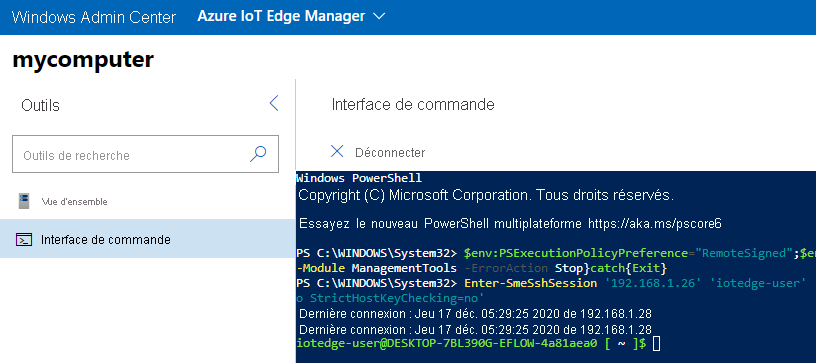 Windows Admin Center Azure IoT Edge Manager
mycomputer
Outils
Outils de recherche
Vue d'ensemble
Interface de commande
Interface de commande
Déconnecter
Windows PowerShell
Copyright (C) Microsoft Corporation. Tous droits réservés.
Essayez le nouveau PowerShell multiplateforme https://aka.ms/pscore6
PS C:\WINDOWS\System32> $env:PSExecutionPolicyPreference="RemoteSigned";$en
-Module ManagementTools -ErrorAction Stop}catch{Exit}
PS C:\WINDOWS\System32> Enter-SmeSshSession '192.168.1.26' 'iotedge-user'
o StrictHostKeyChecking=no'
Dernière connexion : Jeu 17 déc. 05:29:25 2020 de 192.168.1.28
Dernière connexion : Jeu 17 déc. 05:29:25 2020 de 192.168.1.28
iotedge-user@DESKTOP-7BL390G-EFLOW-4a81aea0 [ ~ ]$